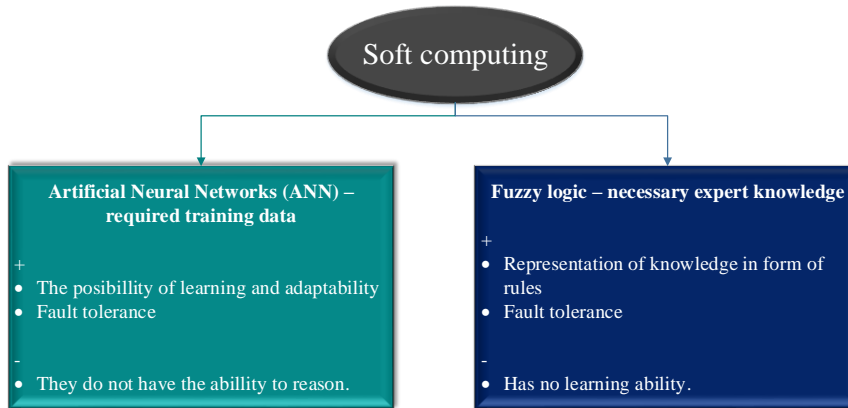 Soft computing
Artificial Neural Networks (ANN) –
required training data
+
• The posibillity of learning and adaptability
• Fault tolerance
-
• They do not have the abillity to reason.
Fuzzy logic – necessary expert knowledge
+
• Representation of knowledge in form of
rules
• Fault tolerance
-
• Has no learning ability.